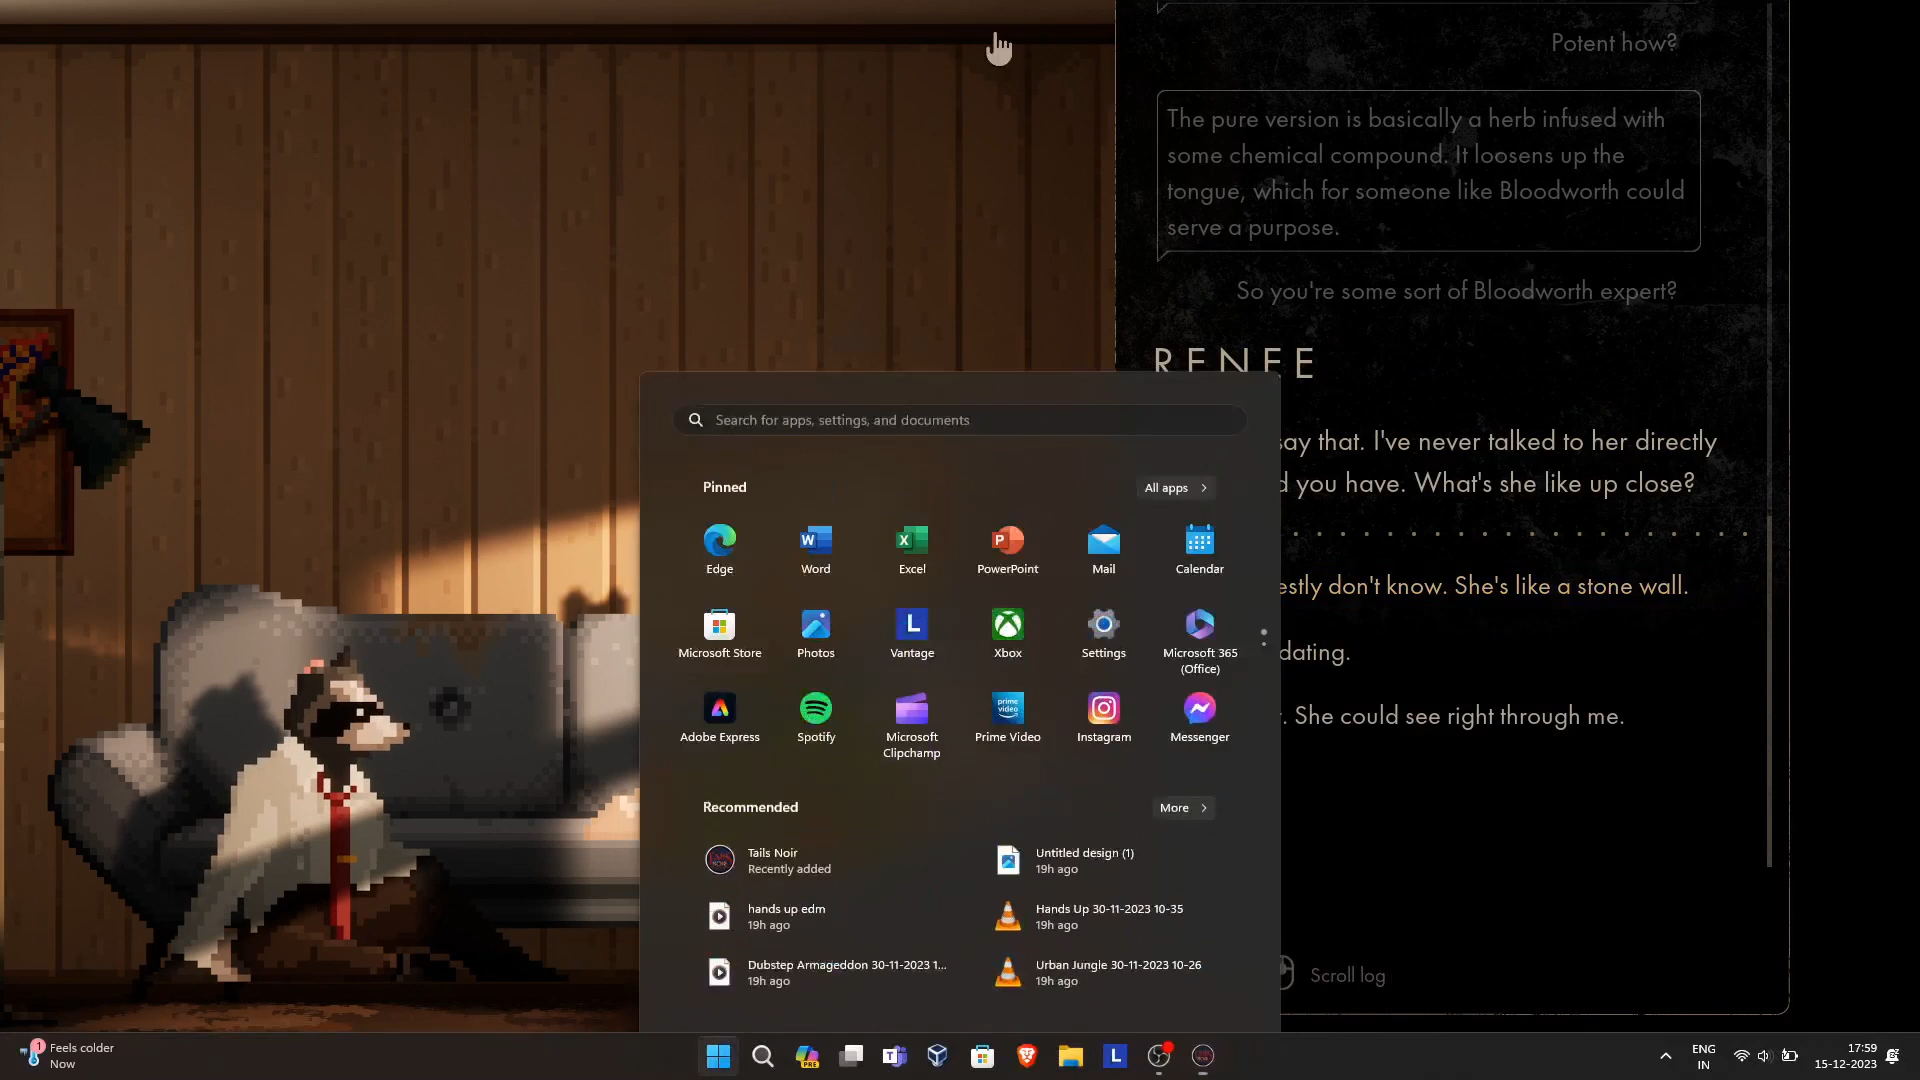 Potent how?
The pure version is basically a herb infused with
some chemical compound. It loosens up the
tongue, which for someone like Bloodworth could
serve a purpose.
So you're some sort of Bloodworth expert?
RENEE
say that. I've never talked to her directly
you have. What's she like up close?
don't know. She's like a stone wall.
dating.
She could see right through me.
Scroll log
Search for apps, settings, and documents
Pinned
All apps
Edge
Word
Excel
PowerPoint
Mail
Calendar
Microsoft Store
Photos
Vantage
Xbox
Settings
Microsoft 365
(Office)
Adobe Express
Spotify
Microsoft
Clipchamp
prime
video
Prime Video
Instagram
Messenger
Recommended
More
Tails Noir
Recently added
Untitled design (1)
19h ago
hands up edm
19h ago
Hands Up 30-11-2023 10-35
19h ago
Dubstep Armageddon 30-11-2023 1...
19h ago
Urban Jungle 30-11-2023 10-26
19h ago
1
Feels colder
Now
PRE
ENG
IN
17:59
15-12-2023